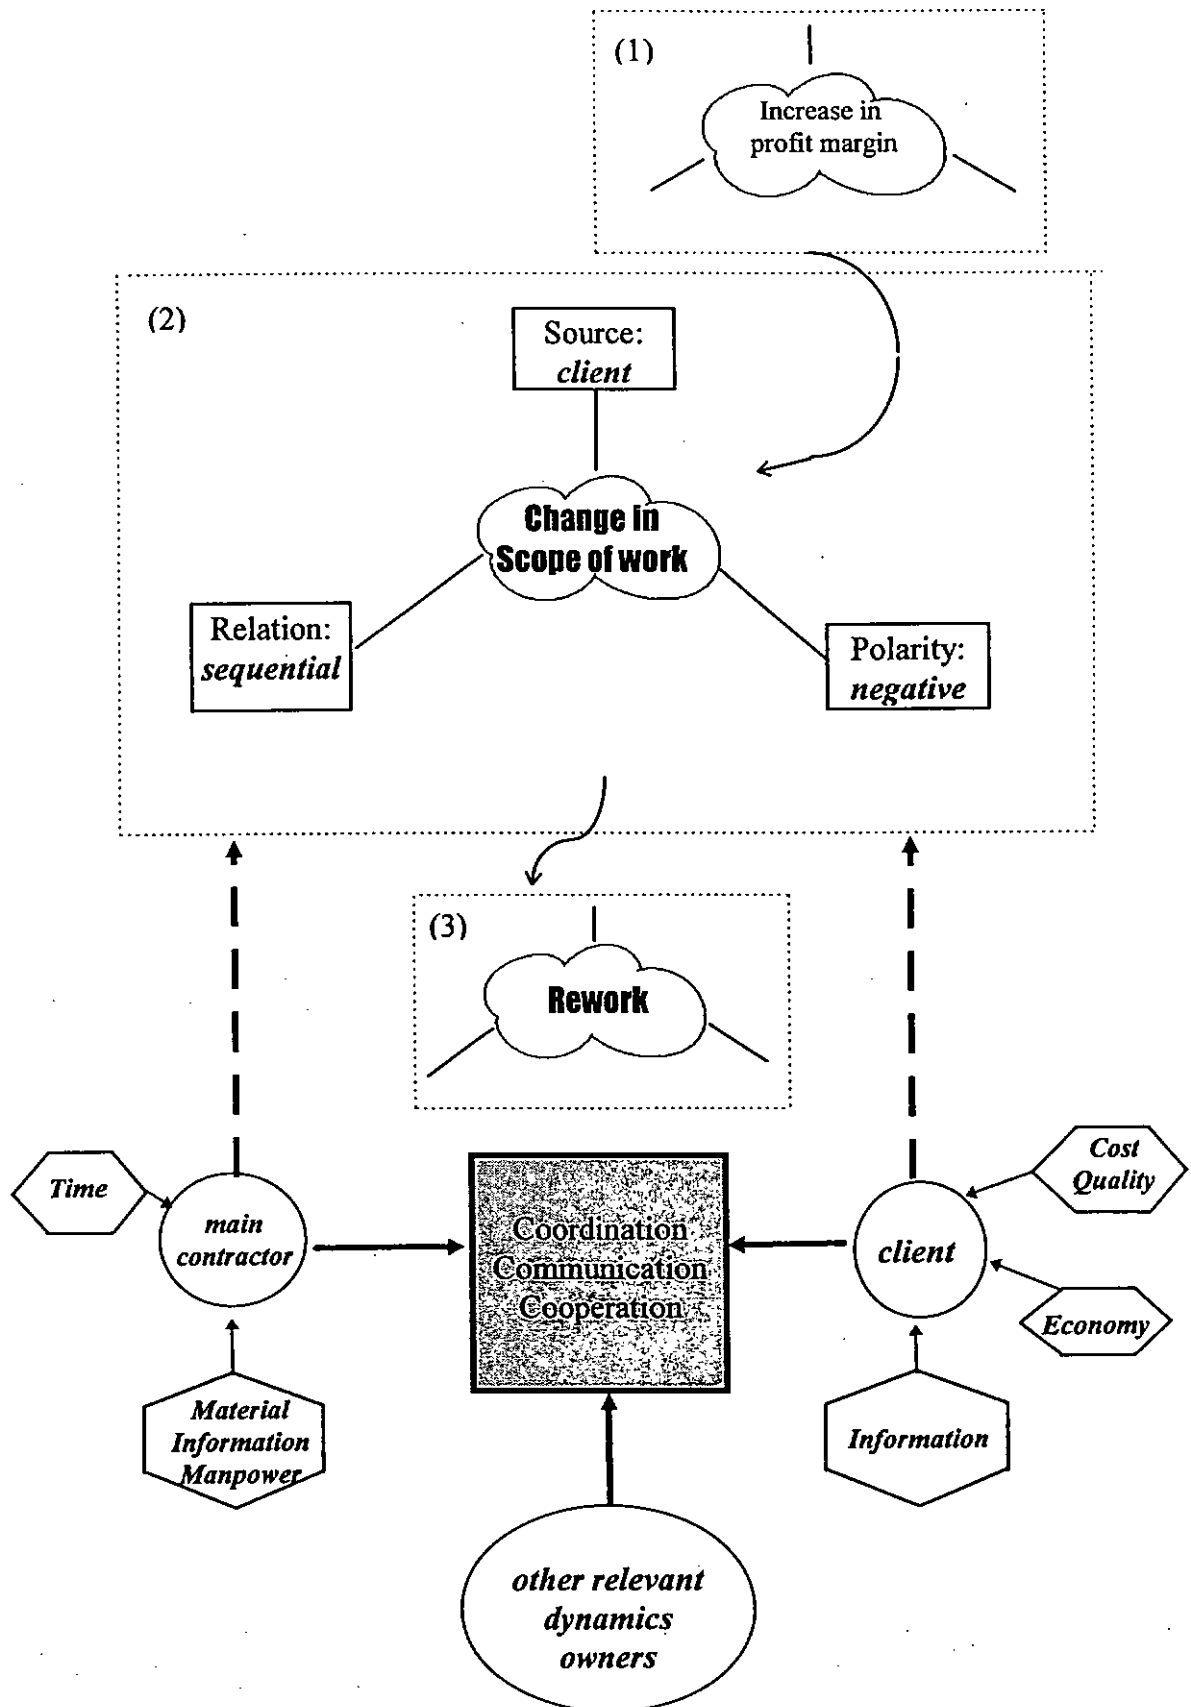 (1)
Increase in
profit margin
(2)
Source:
client
Change in
Scope of work
Relation:
sequential
Polarity:
negative
(3)
Rework
Time
main
contractor
Coordination
Communication
Cooperation
client
Cost
Quality
Economy
Material
Information
Manpower
Information
other relevant
dynamics
owners